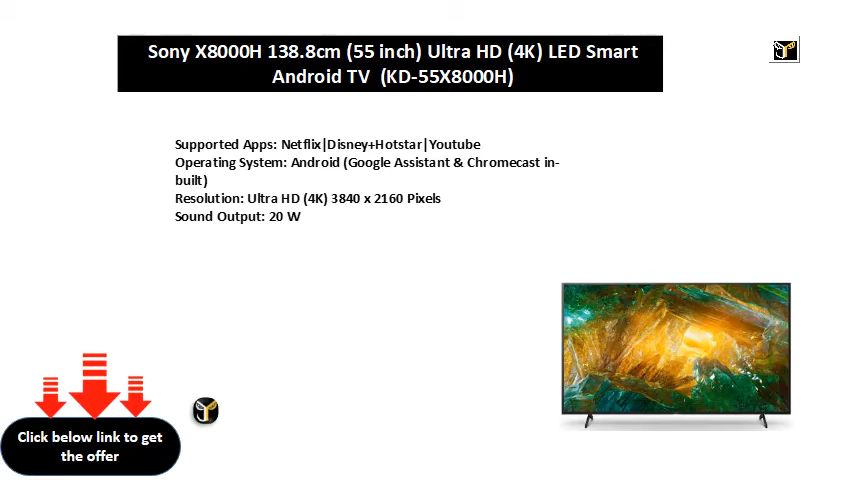 Sony X8000H 138.8cm (55 inch) Ultra HD (4K) LED Smart
Android TV (KD-55X8000H)
Supported Apps: Netflix|Disney+Hotstar|Youtube
Operating System: Android (Google Assistant & Chromecast in-
built)
Resolution: Ultra HD (4K) 3840 x 2160 Pixels
Sound Output: 20 W
Click below link to get
the offer